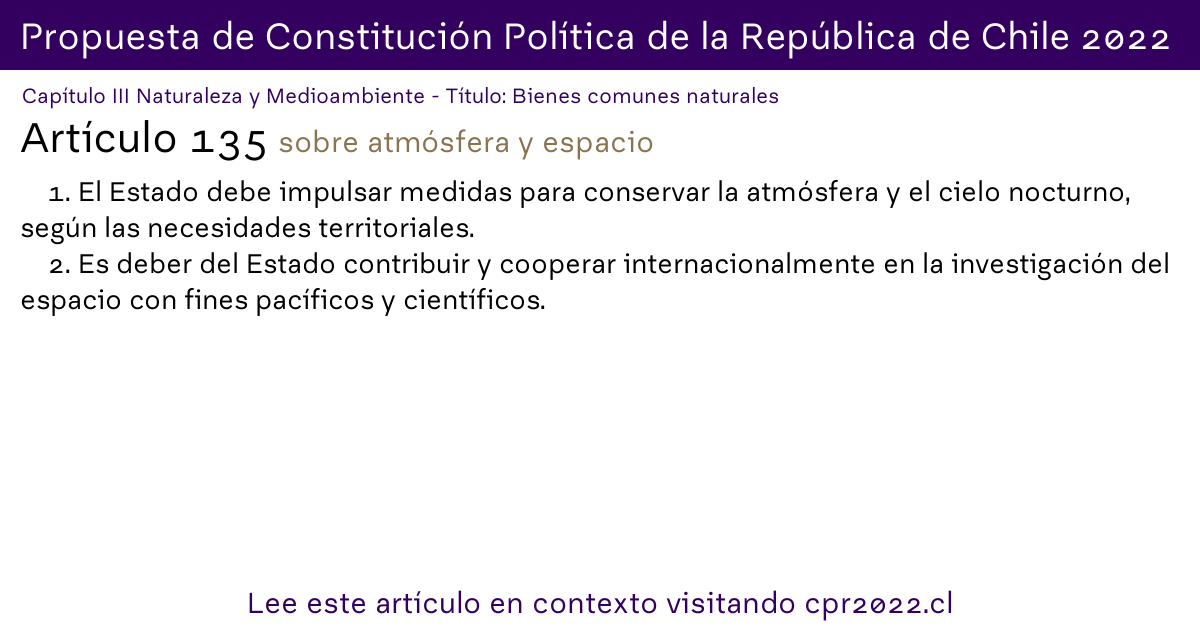 Propuesta de Constitución Política de la República de Chile 2022
Capítulo III Naturaleza y Medioambiente - Título: Bienes comunes naturales
Artículo 135 sobre atmósfera y espacio
1. El Estado debe impulsar medidas para conservar la atmósfera y el cielo nocturno,
según las necesidades territoriales.
2. Es deber del Estado contribuir y cooperar internacionalmente en la investigación del
espacio con fines pacíficos y científicos.
Lee este artículo en contexto visitando cpr2022.cl